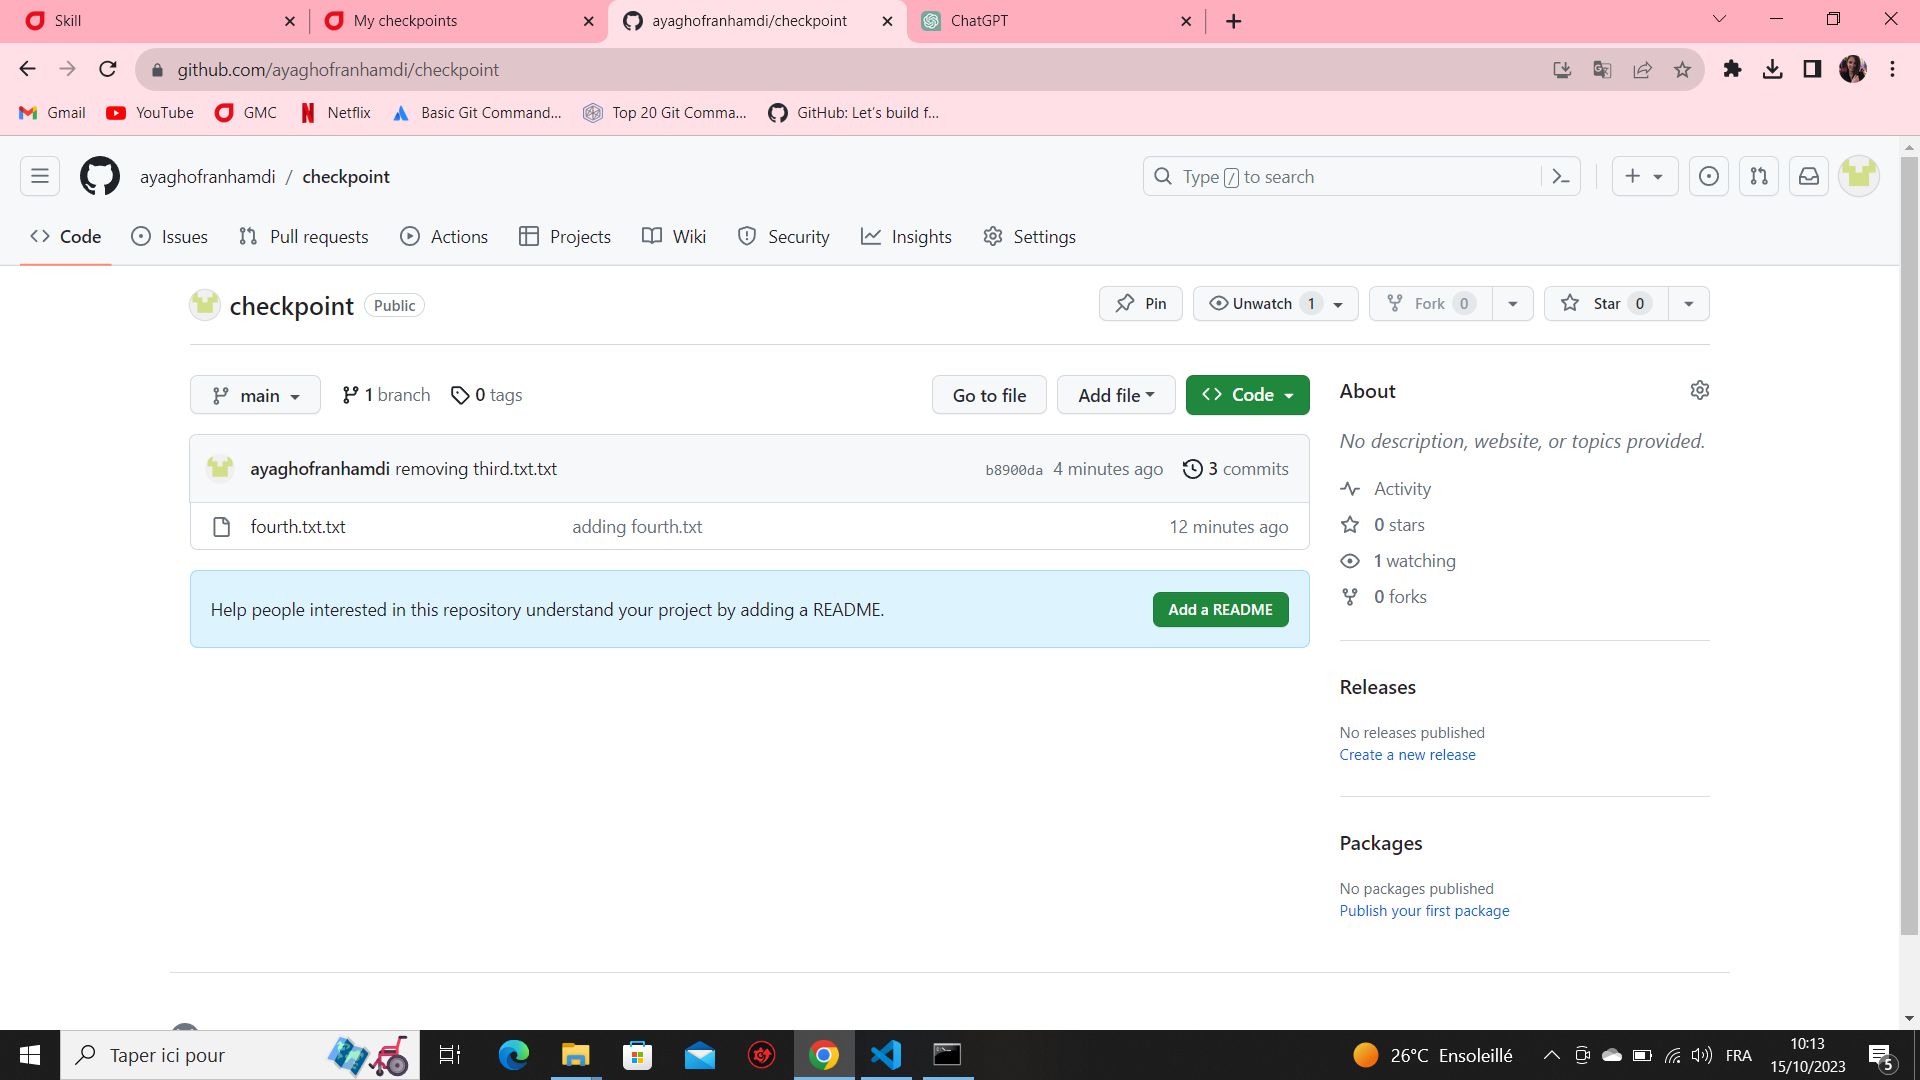 Skill
My checkpoints
ayaghofranhamdi/checkpoint
ChatGPT
github.com/ayaghofranhamdi/checkpoint
Gmail
YouTube
GMC
Netflix
Basic Git Command...
Top 20 Git Comma...
GitHub: Let's build f...
ayaghofranhamdi / checkpoint
Type / to search
Code
Issues
Pull requests
Actions
Projects
Wiki
Security
Insights
Settings
checkpoint Public
Pin
Unwatch 1
Fork 0
Star 0
main
1 branch
0 tags
Go to file
Add file
Code
About
No description, website, or topics provided.
ayaghofranhamdi removing third.txt.txt
b8900da 4 minutes ago
3 commits
fourth.txt.txt
adding fourth.txt
12 minutes ago
Help people interested in this repository understand your project by adding a README.
Add a README
Activity
0 stars
1 watching
0 forks
Releases
No releases published
Create a new release
Packages
No packages published
Publish your first package
Taper ici pour
26°C Ensoleillé
FRA
10:13
15/10/2023
5